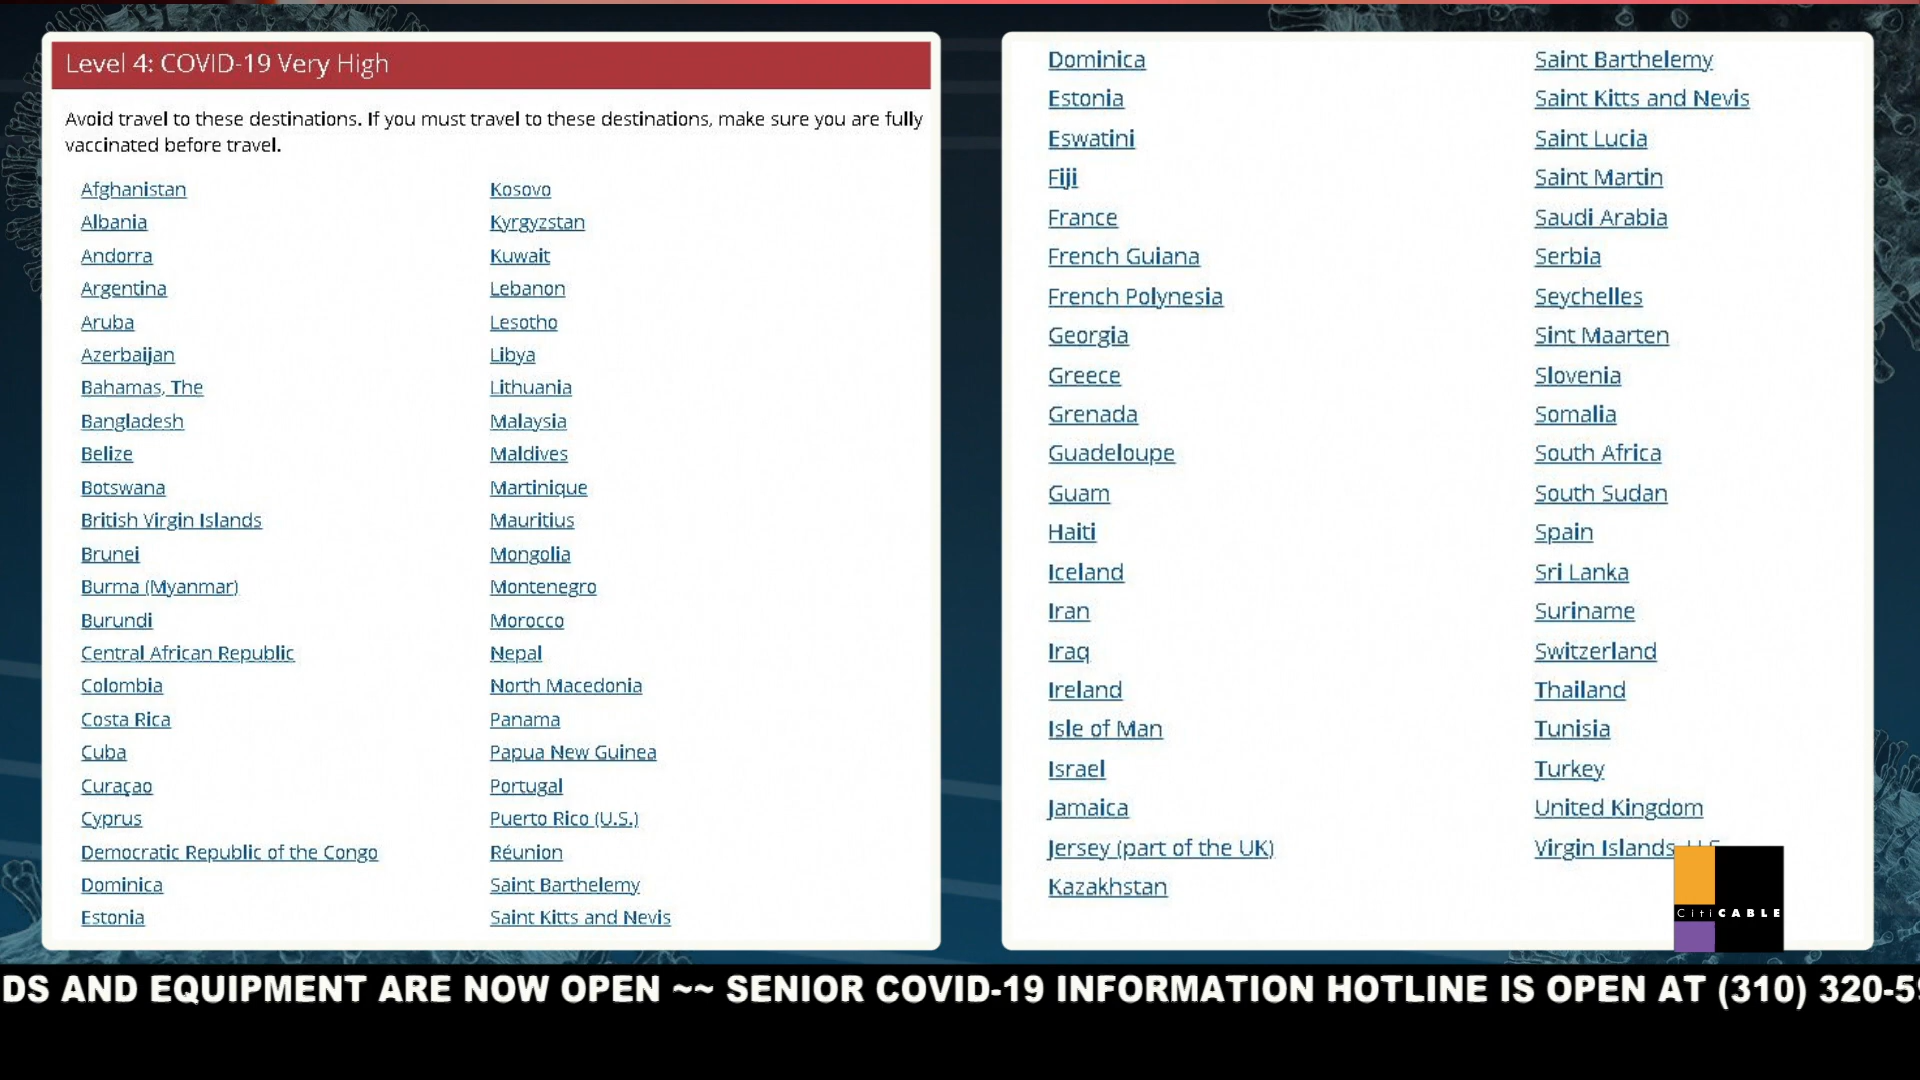 Level 4: COVID-19 Very High
Avoid travel to these destinations. If you must travel to these destinations, make sure you are fully
vaccinated before travel.
Afghanistan
Albania
Andorra
Argentina
Aruba
Azerbaijan
Bahamas, The
Bangladesh
Belize
Botswana
British Virgin Islands
Brunei
Burma (Myanmar)
Burundi
Central African Republic
Colombia
Costa Rica
Cuba
Curaçao
Cyprus
Democratic Republic of the Congo
Dominica
Estonia
Kosovo
Kyrgyzstan
Kuwait
Lebanon
Lesotho
Libya
Lithuania
Malaysia
Maldives
Martinique
Mauritius
Mongolia
Montenegro
Morocco
Nepal
North Macedonia
Panama
Papua New Guinea
Portugal
Puerto Rico (U.S.)
Réunion
Saint Barthelemy
Saint Kitts and Nevis
Dominica
Estonia
Eswatini
Fiji
France
French Guiana
French Polynesia
Georgia
Greece
Grenada
Guadeloupe
Guam
Haiti
Iceland
Iran
Iraq
Ireland
Isle of Man
Israel
Jamaica
Jersey (part of the UK)
Kazakhstan
Saint Barthelemy
Saint Kitts and Nevis
Saint Lucia
Saint Martin
Saudi Arabia
Serbia
Seychelles
Sint Maarten
Slovenia
Somalia
South Africa
South Sudan
Spain
Sri Lanka
Suriname
Switzerland
Thailand
Tunisia
Turkey
United Kingdom
Virgin Islands
CitiCABLE
DS AND EQUIPMENT ARE NOW OPEN ~~ SENIOR COVID-19 INFORMATION HOTLINE IS OPEN AT (310) 320-5